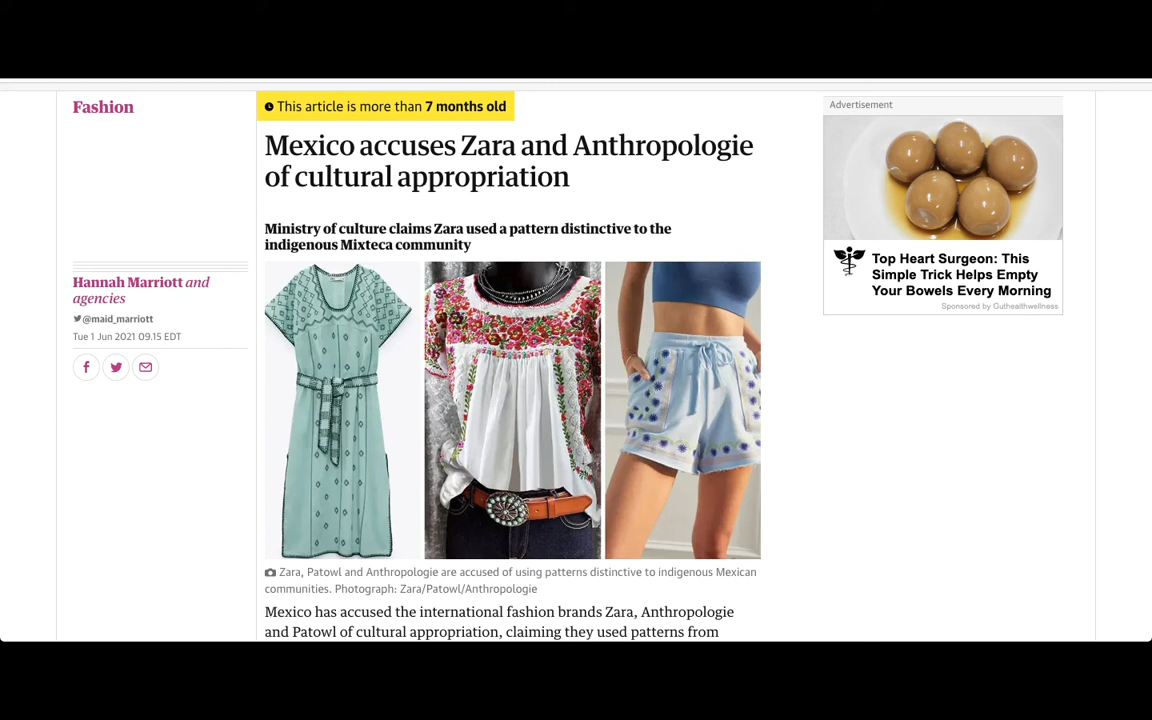 Fashion
This article is more than 7 months old
Mexico accuses Zara and Anthropologie
of cultural appropriation
Ministry of culture claims Zara used a pattern distinctive to the
indigenous Mixteca community
Hannah Marriott and
agencies
@maid_marriott
Tue 1 Jun 2021 09.15 EDT
Zara, Patowl and Anthropologie are accused of using patterns distinctive to indigenous Mexican
communities. Photograph: Zara/Patowl/Anthropologie
Mexico has accused the international fashion brands Zara, Anthropologie
and Patowl of cultural appropriation, claiming they used patterns from
Advertisement
Top Heart Surgeon: This
Simple Trick Helps Empty
Your Bowels Every Morning
Sponsored by Guthealthwellness